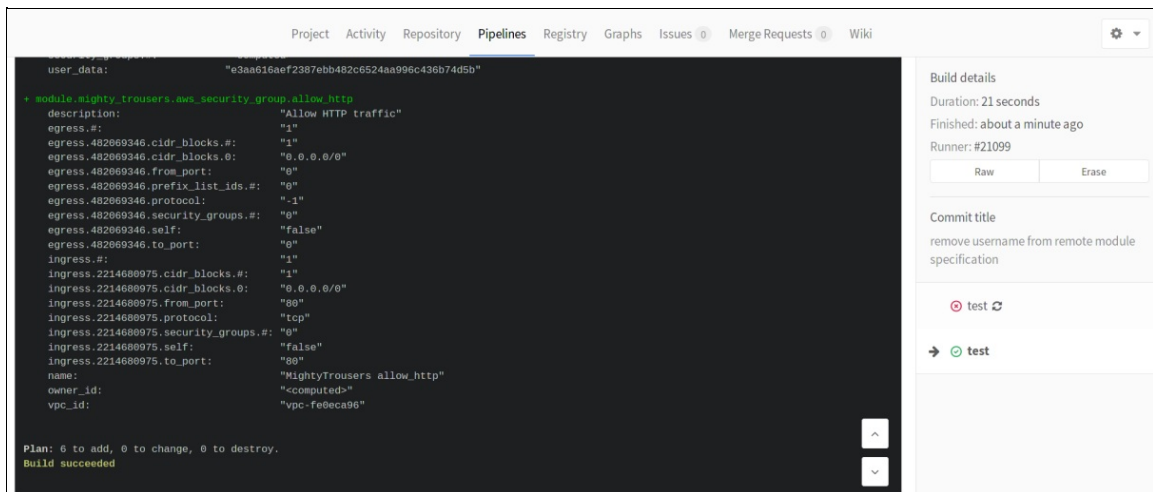 Project Activity Repository Pipelines Registry Graphs Issues 0 Merge Requests 0 Wiki
user_data: "e3aa616aef2387ebb482c6524aa996c436b74d5b"
+ module.mighty_trousers.aws_security_group.allow_http
description: "Allow HTTP traffic"
egress.#: "1"
egress.482069346.cidr_blocks.#: "1"
egress.482069346.cidr_blocks.0: "0.0.0.0/0"
egress.482069346.from_port: "0"
egress.482069346.prefix_list_ids.#: "0"
egress.482069346.protocol: "-1"
egress.482069346.security_groups.#: "0"
egress.482069346.self: "false"
egress.482069346.to_port: "0"
ingress.#: "1"
ingress.2214680975.cidr_blocks.#: "1"
ingress.2214680975.cidr_blocks.0: "0.0.0.0/0"
ingress.2214680975.from_port: "80"
ingress.2214680975.protocol: "tcp"
ingress.2214680975.security_groups.#: "0"
ingress.2214680975.self: "false"
ingress.2214680975.to_port: "80"
name: "MightyTrousers allow_http"
owner_id: "<computed>"
vpc_id: "vpc-fe0eca96"
Plan: 6 to add, 0 to change, 0 to destroy.
Build succeeded
Build details
Duration: 21 seconds
Finished: about a minute ago
Runner: #21099
Raw Erase
Commit title
remove username from remote module
specification
test
test